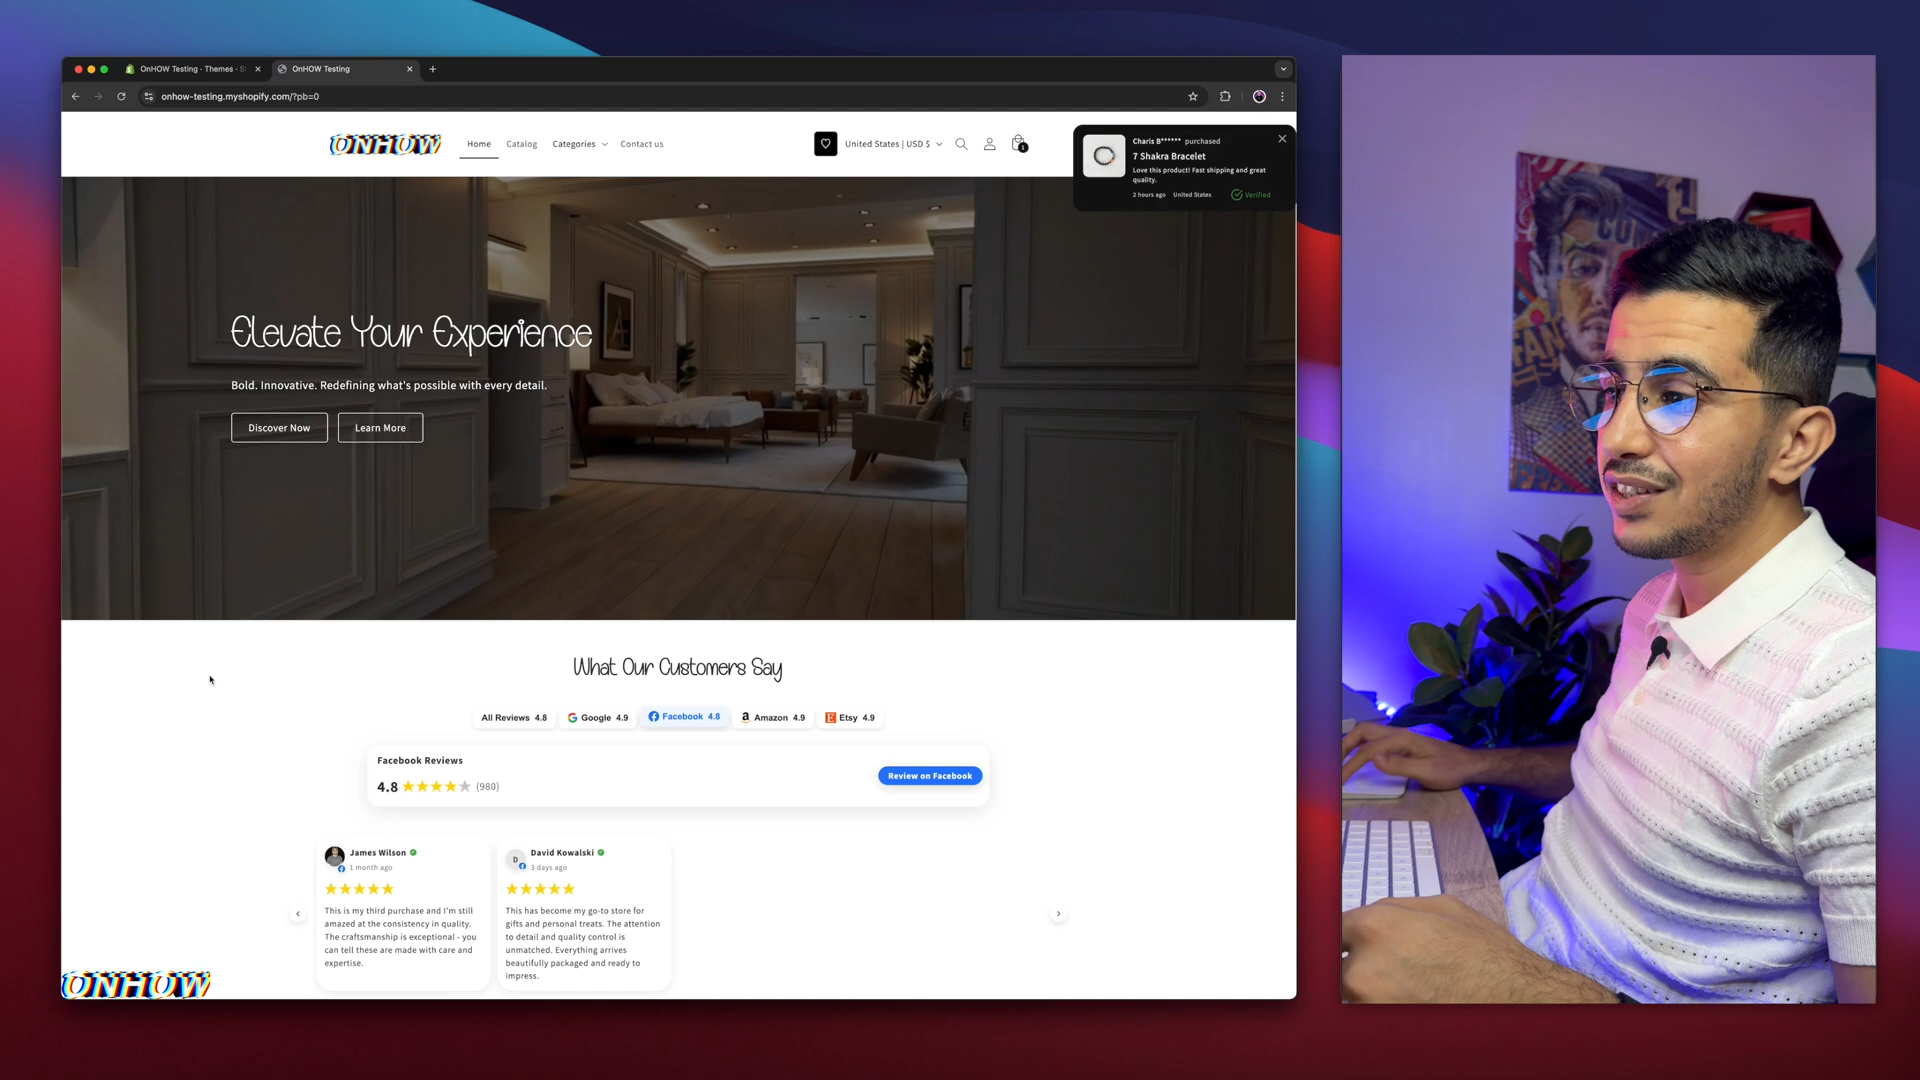 OnHOW Testing · Themes · S
OnHOW Testing
onhow-testing.myshopify.com/?pb=0
ONHOW
Home
Catalog
Categories
Contact us
United States | USD $
1
Charis B****** purchased
7 Shakra Bracelet
Love this product! Fast shipping and great
quality.
2 hours ago
United States
Verified
Elevate Your Experience
Bold. Innovative. Redefining what's possible with every detail.
Discover Now
Learn More
What Our Customers Say
All Reviews 4.8
Google 4.9
Facebook 4.8
Amazon 4.9
Etsy 4.9
Facebook Reviews
4.8
(980)
Review on Facebook
James Wilson
1 month ago
This is my third purchase and I'm still
amazed at the consistency in quality.
The craftsmanship is exceptional - you
can tell these are made with care and
expertise.
D
David Kowalski
3 days ago
This has become my go-to store for
gifts and personal treats. The attention
to detail and quality control is
unmatched. Everything arrives
beautifully packaged and ready to
impress.
ONHOW